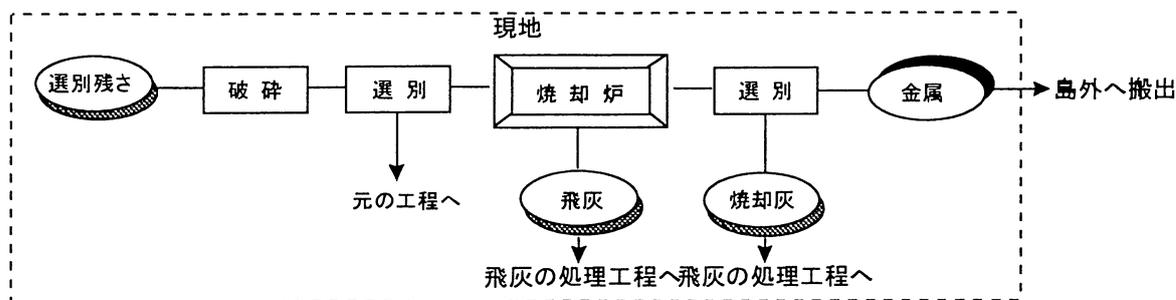 現地
選別残さ
破砕
選別
焼却炉
選別
金属
島外へ搬出
元の工程へ
飛灰
焼却灰
飛灰の処理工程へ
飛灰の処理工程へ